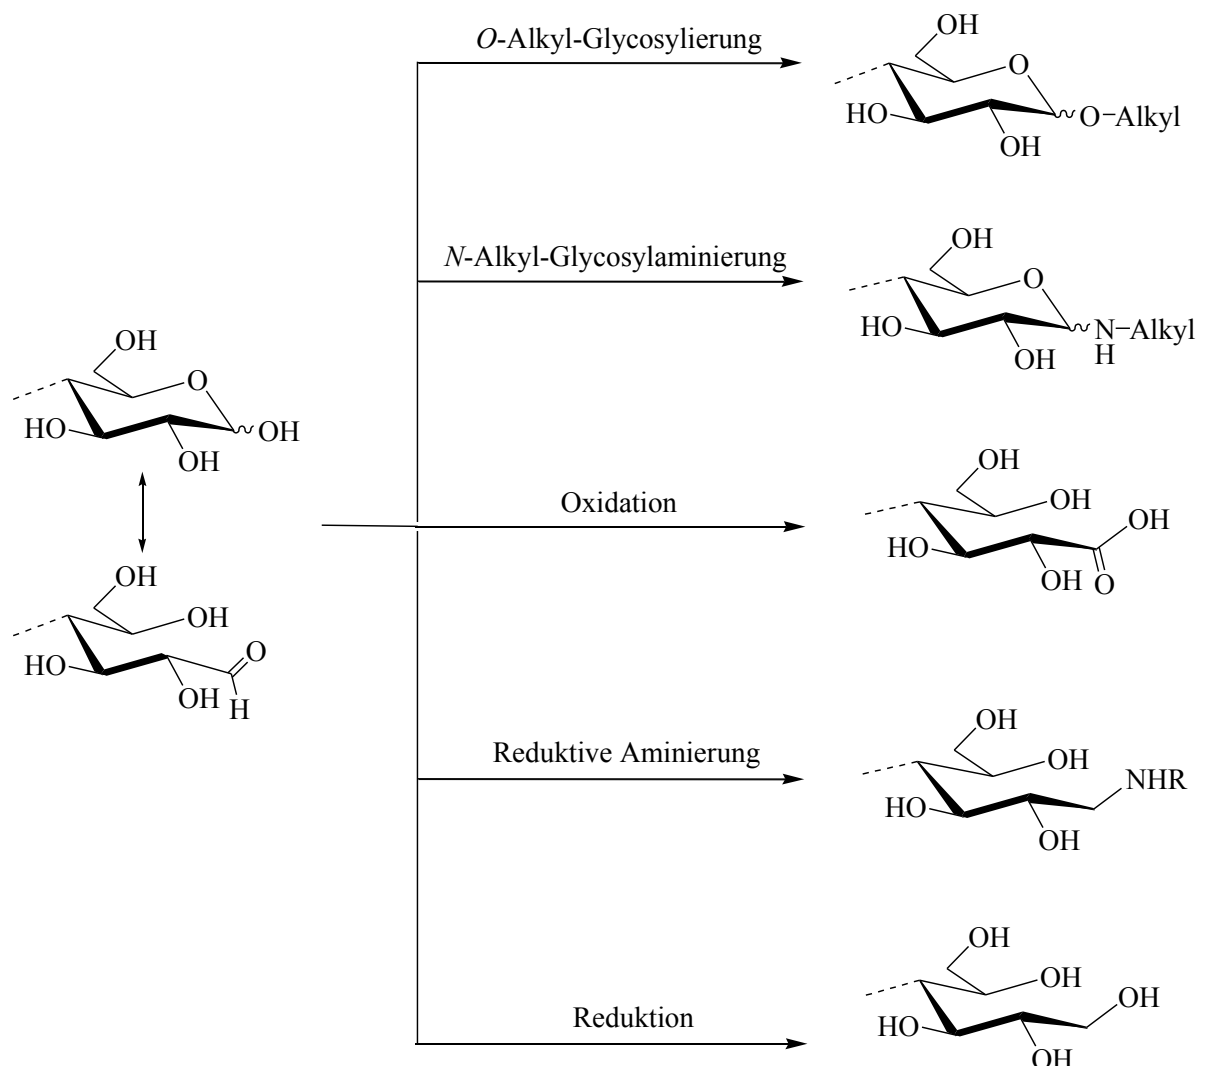 OH
O-Alkyl-Glycosylierung
O
HO
O–Alkyl
OH
OH
N-Alkyl-Glycosylaminierung
O
HO
N–Alkyl
H
OH
OH
O
HO
OH
OH
OH
Oxidation
OH
OH
HO
OH
O
OH
OH
HO
O
OH
H
OH
Reduktive Aminierung
OH
NHR
HO
OH
OH
OH
OH
Reduktion
HO
OH